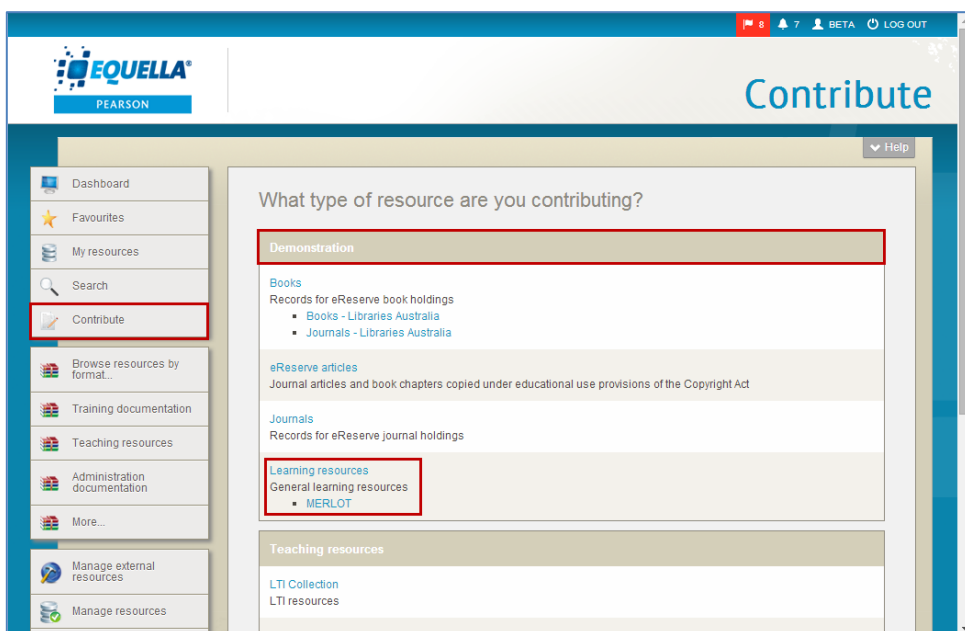 8 7 BETA LOG OUT
EQUELLA®
PEARSON
Contribute
Help
Dashboard
Favourites
My resources
Search
Contribute
Browse resources by
format...
Training documentation
Teaching resources
Administration
documentation
More...
Manage external
resources
Manage resources
What type of resource are you contributing?
Demonstration
Books
Records for eReserve book holdings
Books - Libraries Australia
Journals - Libraries Australia
eReserve articles
Journal articles and book chapters copied under educational use provisions of the Copyright Act
Journals
Records for eReserve journal holdings
Learning resources
General learning resources
MERLOT
Teaching resources
LTI Collection
LTI resources